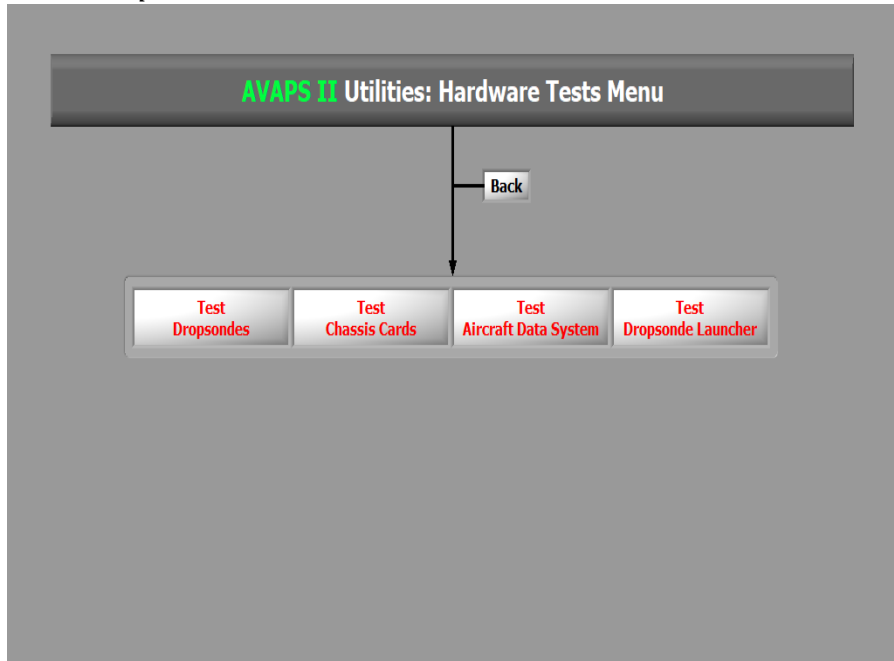 AVAPS II Utilities: Hardware Tests Menu
Back
Test
Dropsondes
Test
Chassis Cards
Test
Aircraft Data System
Test
Dropsonde Launcher